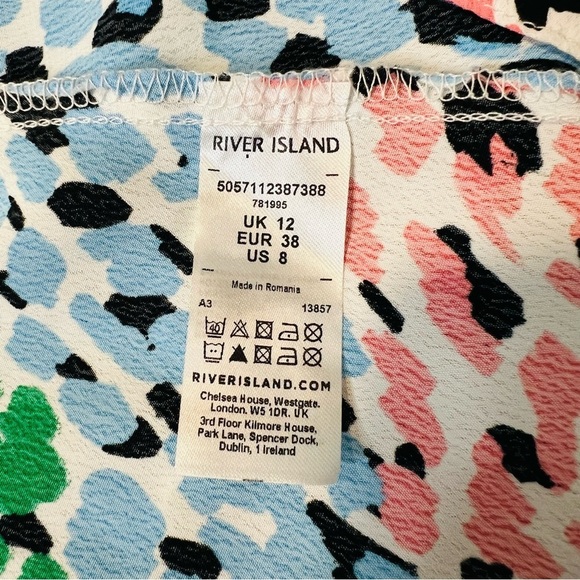 RIVER ISLAND
5057112387388
781995
UK 12
EUR 38
US 8
Made in Romania
A3 13857
40
RIVERISLAND.COM
Chelsea House, Westgate.
London. W5 1DR. UK
3rd Floor Kilmore House,
Park Lane, Spencer Dock,
Dublin, 1 Ireland